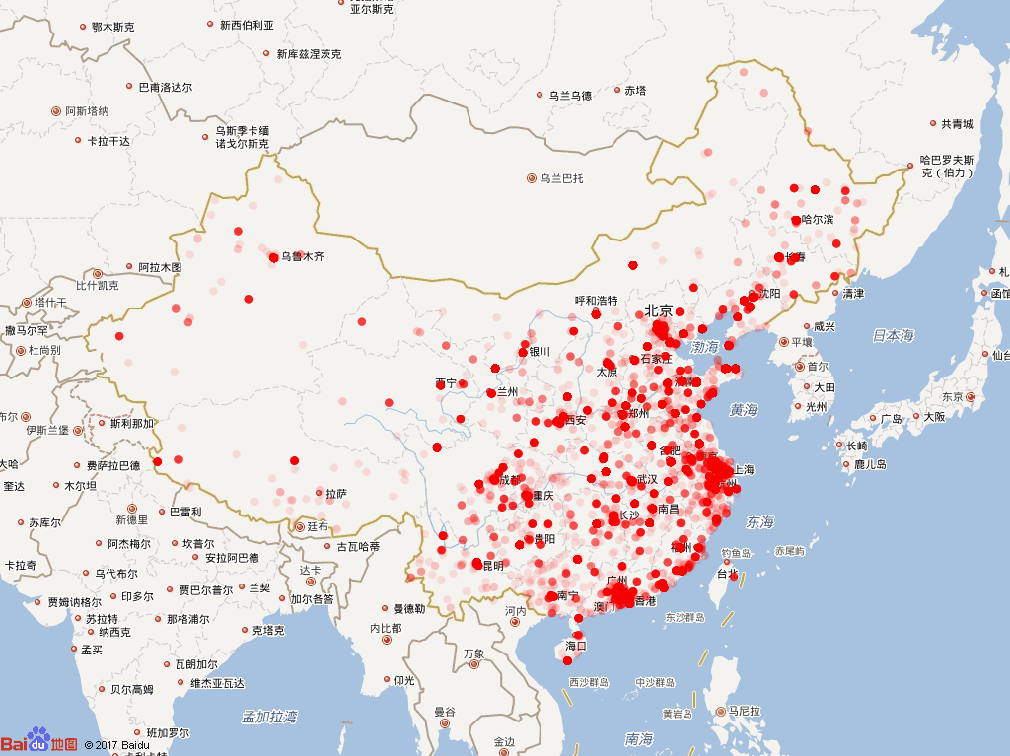 亚尔斯克
鄂木斯克
新西伯利亚
新库兹涅茨克
巴甫洛达尔
乌兰乌德
赤塔
阿斯塔纳
共青城
乌斯季卡缅
诺戈尔斯克
卡拉干达
哈巴罗夫斯
克（伯力）
乌兰巴托
哈尔滨
乌鲁木齐
长春
阿拉木图
比什凯克
札
沈阳
清津
函馆
塔什干
呼和浩特
北京
撒马尔罕
咸兴
日本海
平壤
杜尚别
银川
渤海
石家庄
首尔
仙台
太原
西宁
济南
大田
兰州
东京
布尔
郑州
黄海
光州
斯利那加
西安
广岛
大阪
伊斯兰堡
长崎
合肥
南京
大哈
费萨拉巴德
上海
鹿儿岛
成都
武汉
杭州
奎达
木尔坦
拉萨
重庆
新德里
巴雷利
南昌
长沙
苏库尔
廷布
东海
贵阳
阿杰梅尔
坎普尔
古瓦哈蒂
福州
钓鱼岛
赤尾屿
安拉阿巴德
卡拉奇
昆明
达卡
台北
乌代布尔
广州
贾巴尔普尔
兰契
印多尔
加尔各答
南宁
香港
贾姆讷格尔
澳门
曼德勒
河内
苏拉特
那格浦尔
东沙群岛
纳西克
克塔克
内比都
海口
孟买
万象
瓦朗加尔
仰光
维杰亚瓦达
西沙群岛
中沙群岛
贝尔高姆
曼谷
黄岩岛
马尼拉
孟加拉湾
班加罗尔
金边
南海
Bai du 地图 © 2017 Baidu